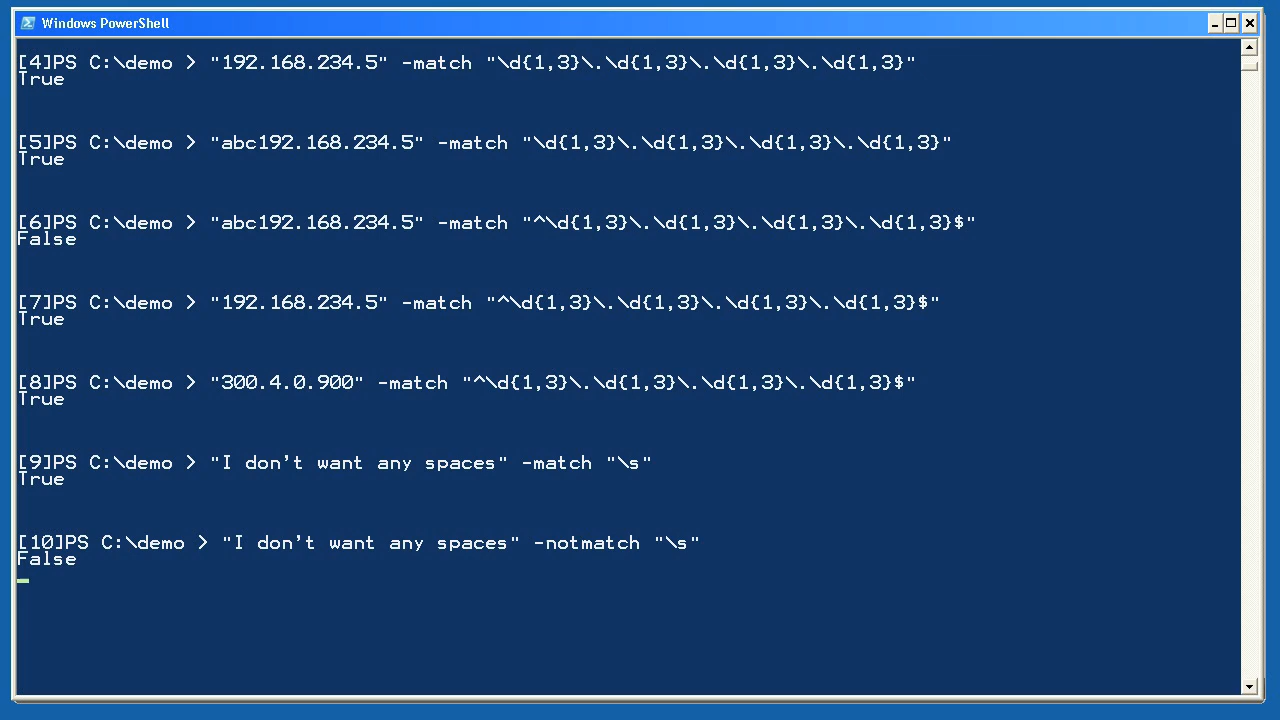 Windows PowerShell
[4]PS C:\demo > "192.168.234.5" -match "\d{1,3}\.\d{1,3}\.\d{1,3}\.\d{1,3}"
True
[5]PS C:\demo > "abc192.168.234.5" -match "\d{1,3}\.\d{1,3}\.\d{1,3}\.\d{1,3}"
True
[6]PS C:\demo > "abc192.168.234.5" -match "^\d{1,3}\.\d{1,3}\.\d{1,3}\.\d{1,3}$"
False
[7]PS C:\demo > "192.168.234.5" -match "^\d{1,3}\.\d{1,3}\.\d{1,3}\.\d{1,3}$"
True
[8]PS C:\demo > "300.4.0.900" -match "^\d{1,3}\.\d{1,3}\.\d{1,3}\.\d{1,3}$"
True
[9]PS C:\demo > "I don't want any spaces" -match "\s"
True
[10]PS C:\demo > "I don't want any spaces" -notmatch "\s"
False